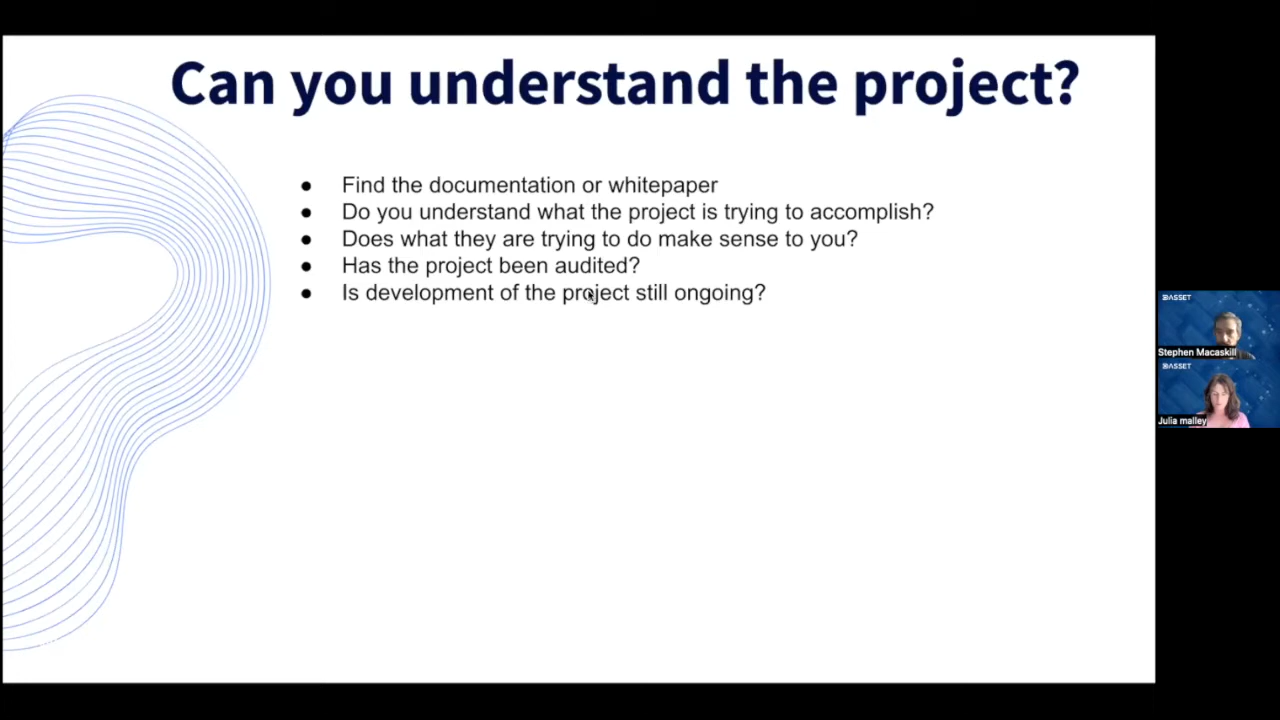 Can you understand the project?
● Find the documentation or whitepaper
● Do you understand what the project is trying to accomplish?
● Does what they are trying to do make sense to you?
● Has the project been audited?
● Is development of the project still ongoing?
ASSET
Stephen Macaskill
ASSET
Julia malley